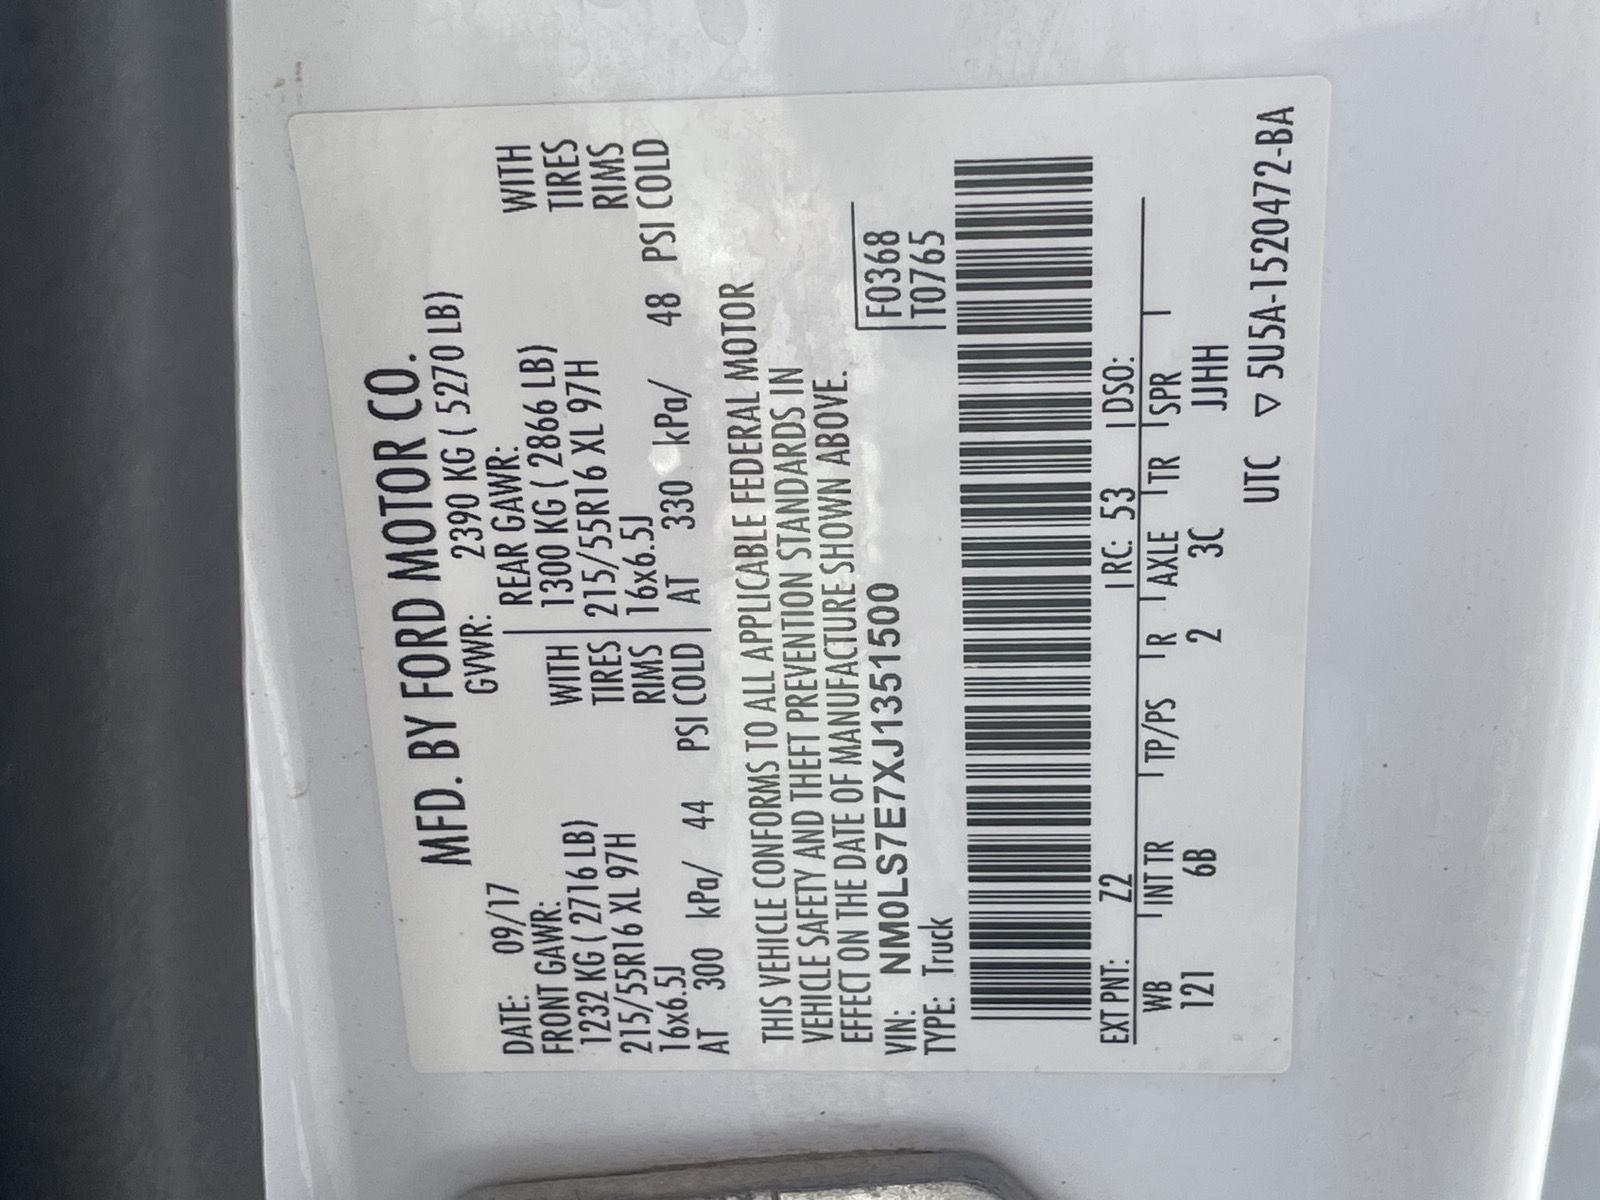 MFD. BY FORD MOTOR CO.
DATE: 09/17 GVWR: 2390 KG ( 5270 LB)
FRONT GAWR: REAR GAWR:
1232 KG ( 2716 LB) WITH 1300 KG ( 2866 LB) WITH
215/55R16 XL 97H TIRES 215/55R16 XL 97H TIRES
16x6.5J RIMS 16x6.5J RIMS
AT 300 kPa/ 44 PSI COLD AT 330 kPa/ 48 PSI COLD
THIS VEHICLE CONFORMS TO ALL APPLICABLE FEDERAL MOTOR
VEHICLE SAFETY AND THEFT PREVENTION STANDARDS IN
EFFECT ON THE DATE OF MANUFACTURE SHOWN ABOVE.
VIN: NM0LS7E7XJ1351500 F0368
TYPE: Truck T0765
EXT PNT: Z2 RC: 53 DSO:
WB INT TR TP/PS R AXLE TR SPR
121 6B 2 3C JJHH
UTC ▽ 5U5A-1520472-BA